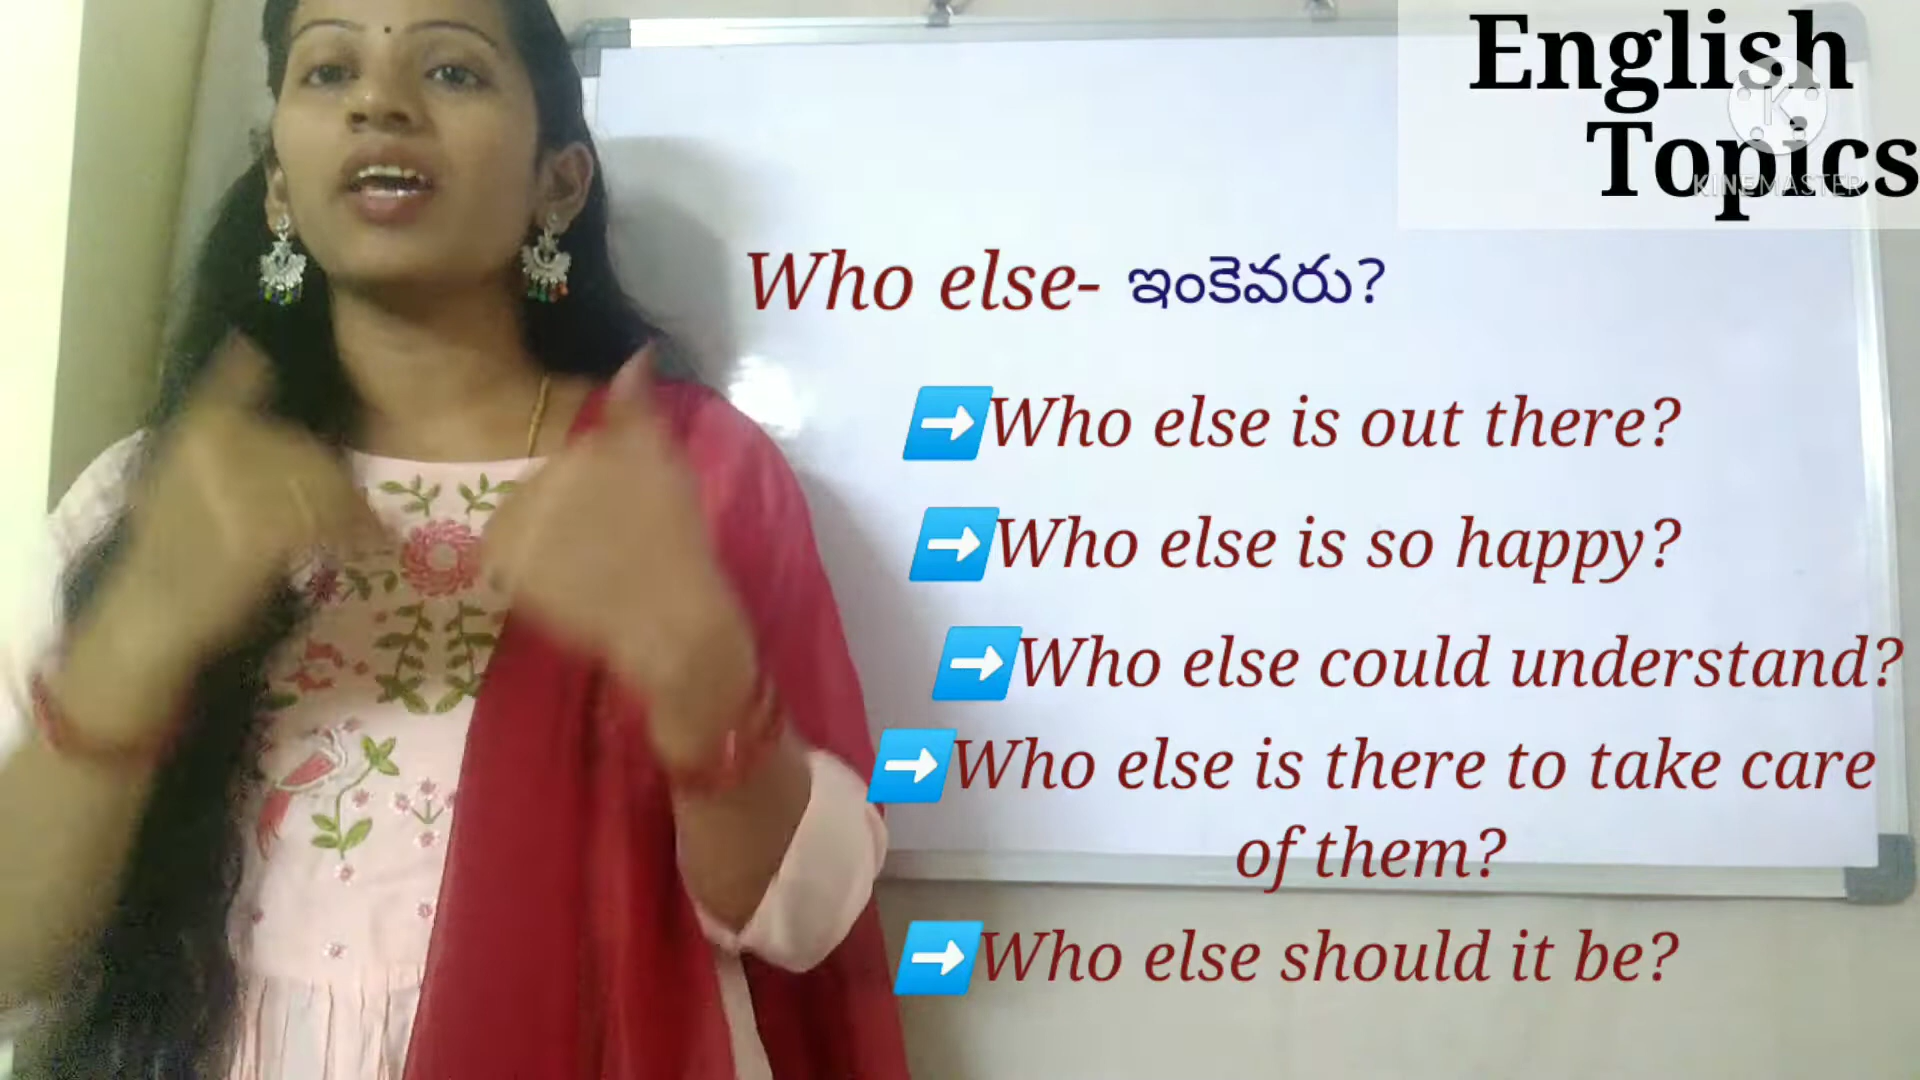 English
Topics
KINEMASTER
Who else- ఇంకెవరు?
➡Who else is out there?
➡Who else is so happy?
➡Who else could understand?
➡Who else is there to take care
of them?
➡Who else should it be?